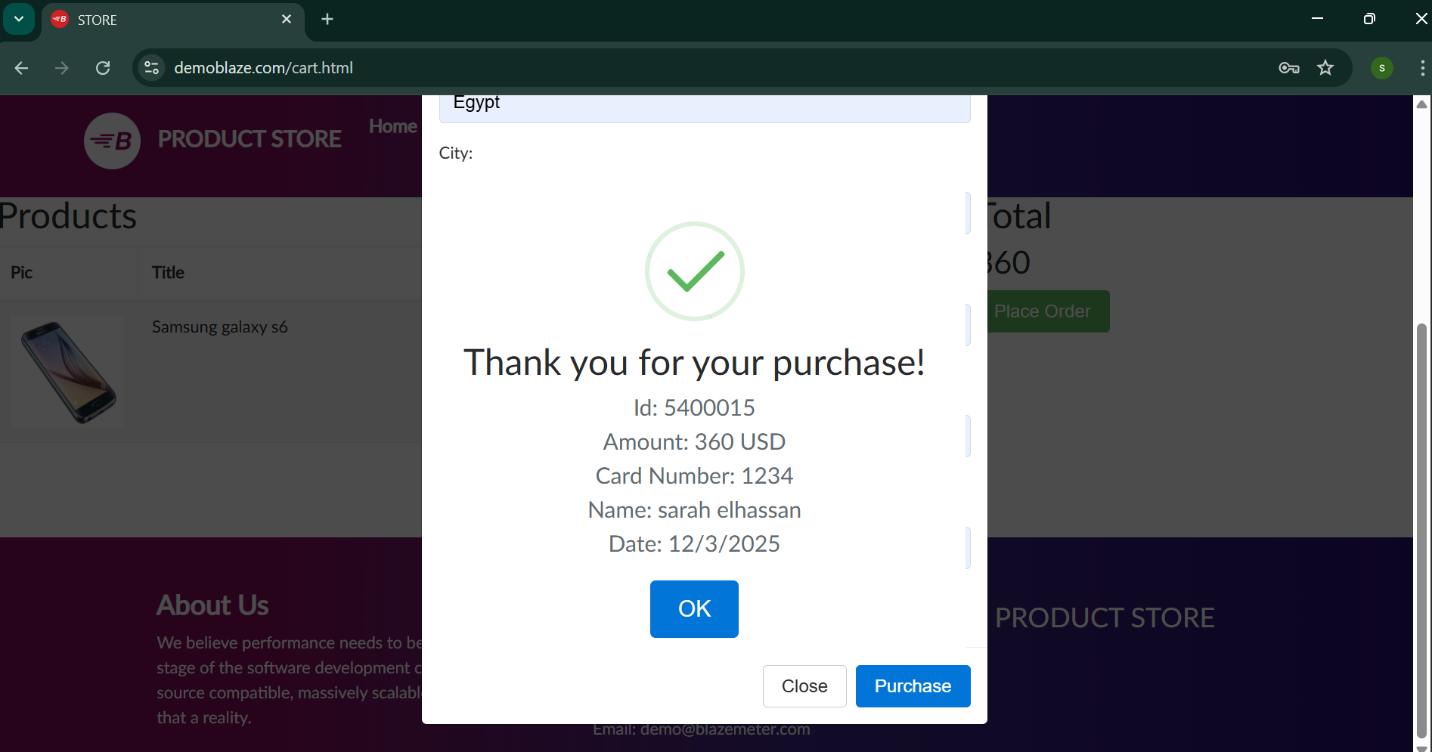 STORE
demoblaze.com/cart.html
S
Egypt
B PRODUCT STORE
Home
City:
Products
Total
360
Pic Title
Place Order
Samsung galaxy s6
Thank you for your purchase!
Id: 5400015
Amount: 360 USD
Card Number: 1234
Name: sarah elhassan
Date: 12/3/2025
OK
Close Purchase
About Us
We believe performance needs to be
stage of the software development c
source compatible, massively scalabl
that a reality.
PRODUCT STORE
Email: demo@blazemeter.com